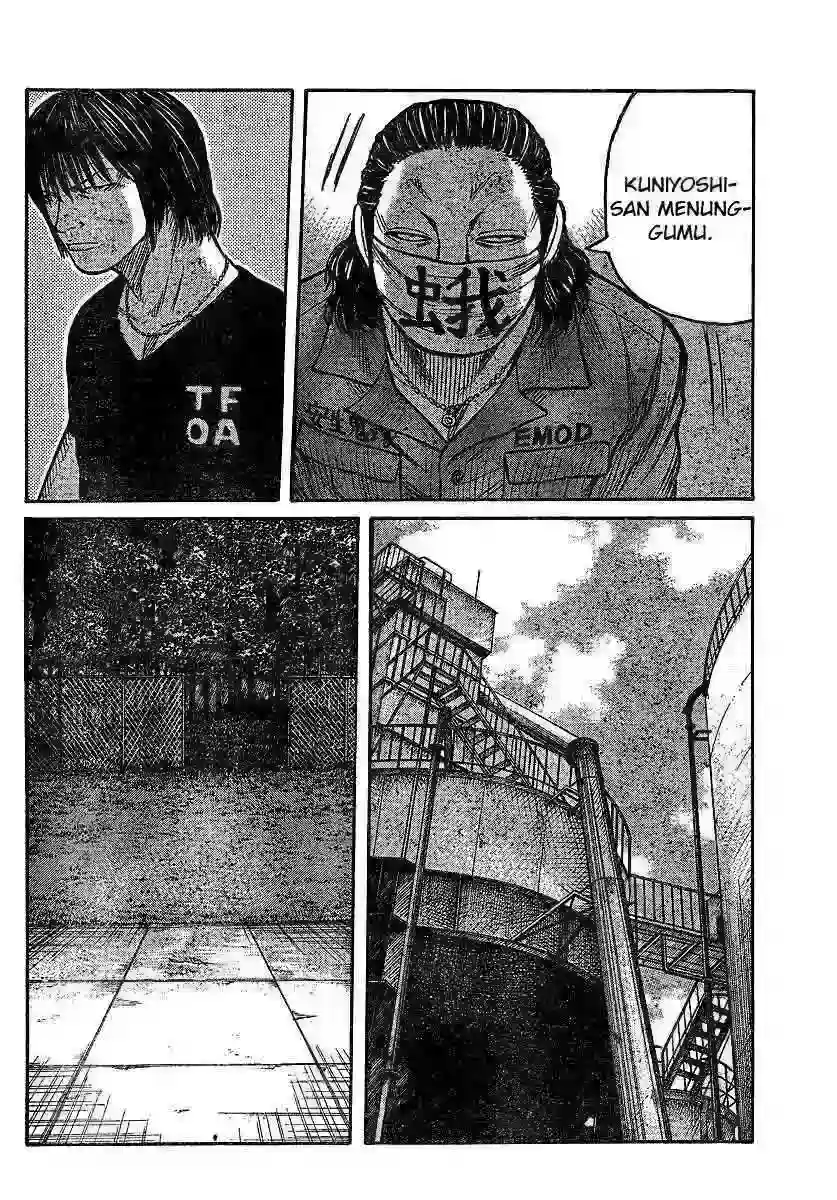 KUNIYOSHI-
SAN MENUNG-
GUMU.
蛾
EMOD
TF
OA